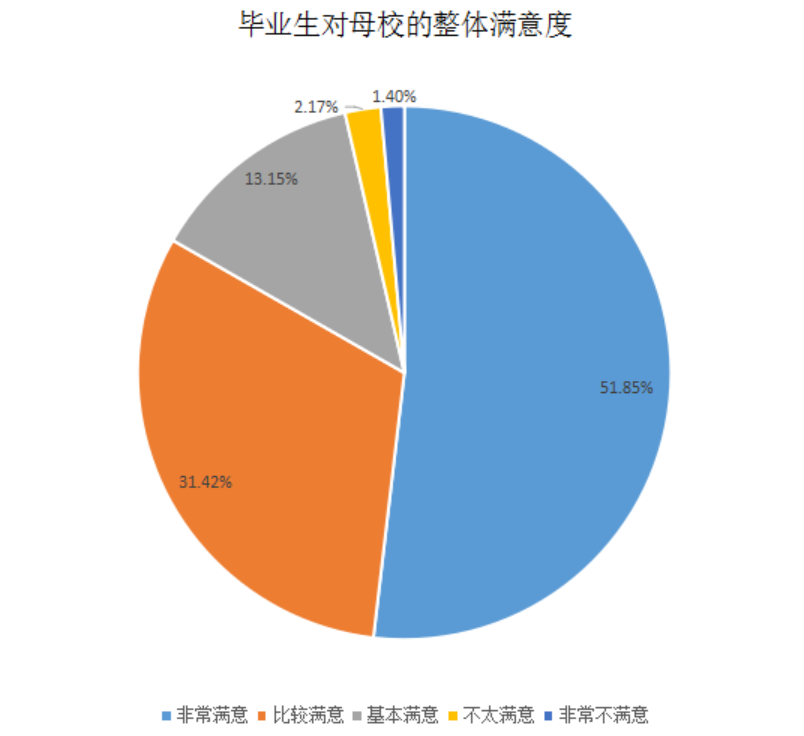 毕业生对母校的整体满意度
1.40%
2.17%
13.15%
51.85%
31.42%
非常满意 比较满意 基本满意 不太满意 非常不满意